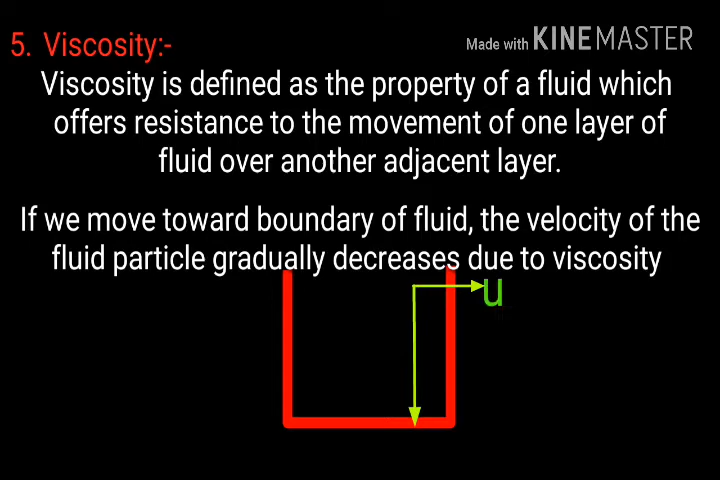 5. Viscosity:-
Made with KINEMASTER
Viscosity is defined as the property of a fluid which
offers resistance to the movement of one layer of
fluid over another adjacent layer.
If we move toward boundary of fluid, the velocity of the
fluid particle gradually decreases due to viscosity
u